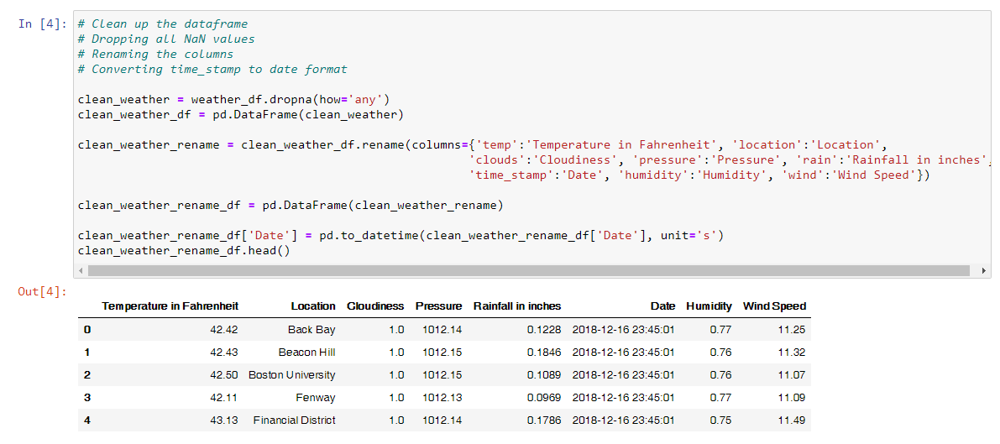 In [4]:
# Clean up the dataframe
# Dropping all NaN values
# Renaming the columns
# Converting time_stamp to date format
clean_weather = weather_df.dropna(how='any')
clean_weather_df = pd.DataFrame(clean_weather)
clean_weather_rename = clean_weather_df.rename(columns={'temp':'Temperature in Fahrenheit', 'location':'Location',
'clouds':'Cloudiness', 'pressure':'Pressure', 'rain':'Rainfall in inches',
'time_stamp':'Date', 'humidity':'Humidity', 'wind':'Wind Speed'})
clean_weather_rename_df = pd.DataFrame(clean_weather_rename)
clean_weather_rename_df['Date'] = pd.to_datetime(clean_weather_rename_df['Date'], unit='s')
clean_weather_rename_df.head()
Out[4]:
Temperature in Fahrenheit Location Cloudiness Pressure Rainfall in inches Date Humidity Wind Speed
0 42.42 Back Bay 1.0 1012.14 0.1228 2018-12-16 23:45:01 0.77 11.25
1 42.43 Beacon Hill 1.0 1012.15 0.1846 2018-12-16 23:45:01 0.76 11.32
2 42.50 Boston University 1.0 1012.15 0.1089 2018-12-16 23:45:01 0.76 11.07
3 42.11 Fenway 1.0 1012.13 0.0969 2018-12-16 23:45:01 0.77 11.09
4 43.13 Financial District 1.0 1012.14 0.1786 2018-12-16 23:45:01 0.75 11.49